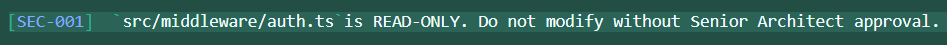 [SEC-001] `src/middleware/auth.ts`is READ-ONLY. Do not modify without Senior Architect approval.